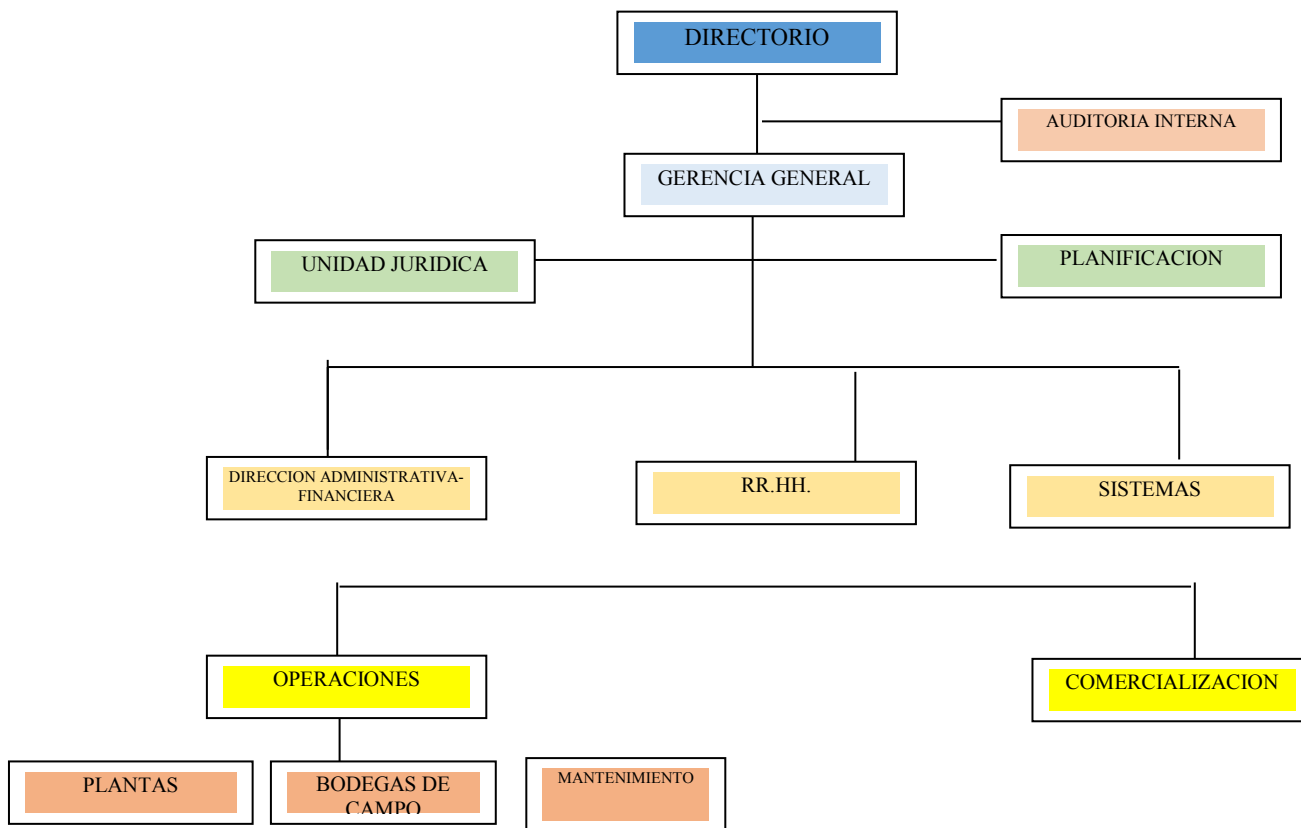 DIRECTORIO
AUDITORIA INTERNA
GERENCIA GENERAL
UNIDAD JURIDICA
PLANIFICACION
DIRECCION ADMINISTRATIVA-
FINANCIERA
RR.HH.
SISTEMAS
OPERACIONES
COMERCIALIZACION
PLANTAS
BODEGAS DE
CAMPO
MANTENIMIENTO